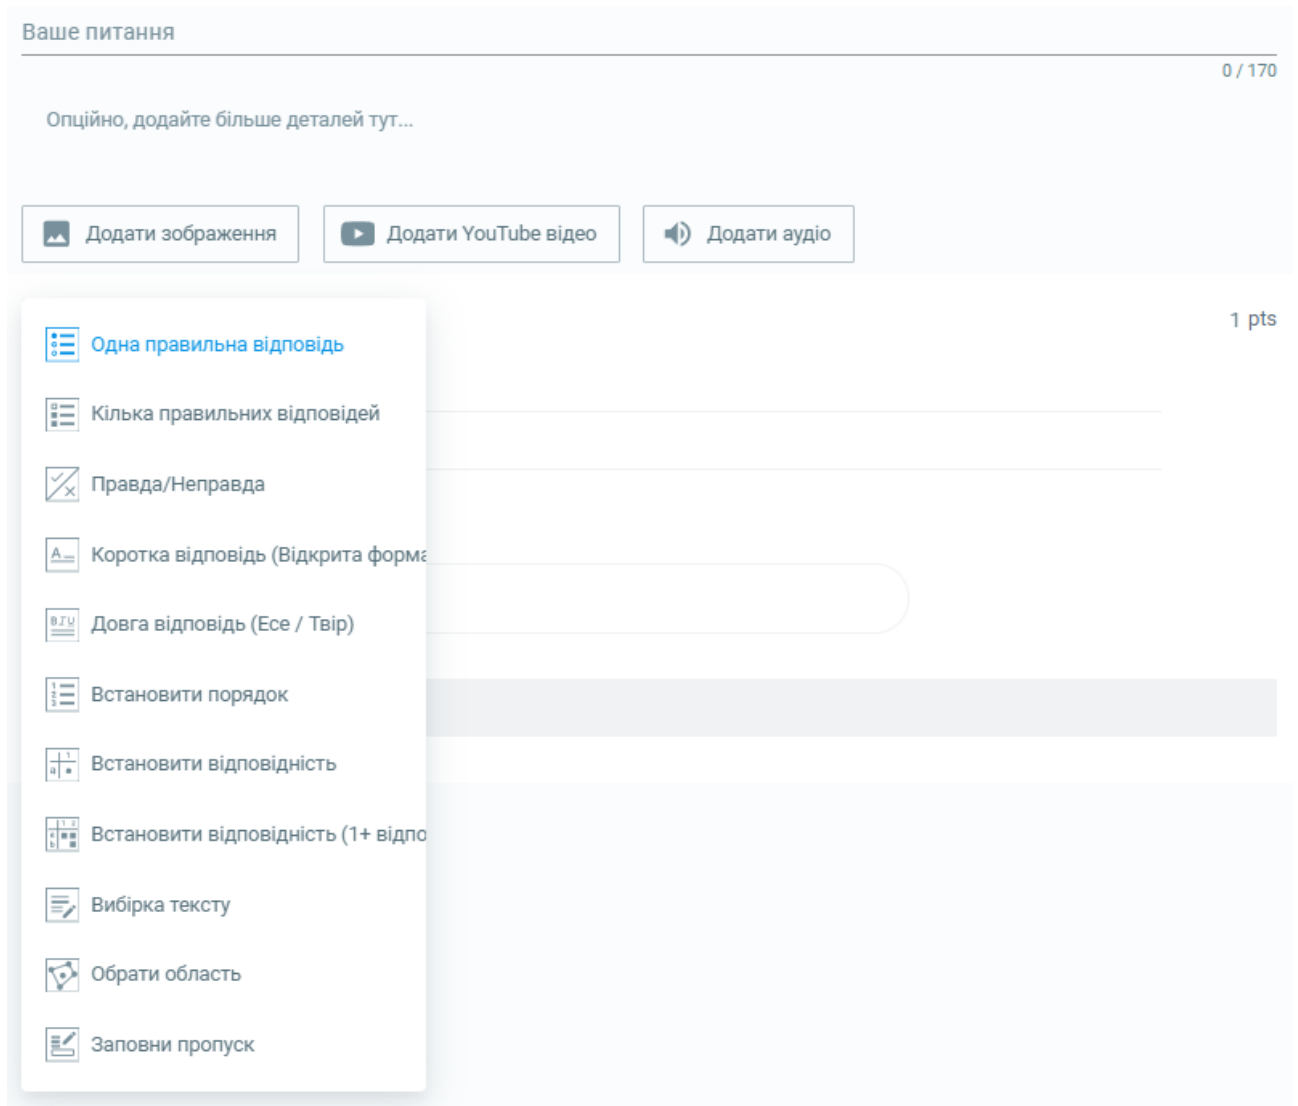 Ваше питання
0 / 170
Опційно, додайте більше деталей тут...
Додати зображення Додати YouTube відео Додати аудіо
1 pts
Одна правильна відповідь
Кілька правильних відповідей
Правда/Неправда
Коротка відповідь (Відкрита форма
Довга відповідь (Есе / Твір)
Встановити порядок
Встановити відповідність
Встановити відповідність (1+ відпо
Вибірка тексту
Обрати область
Заповни пропуск